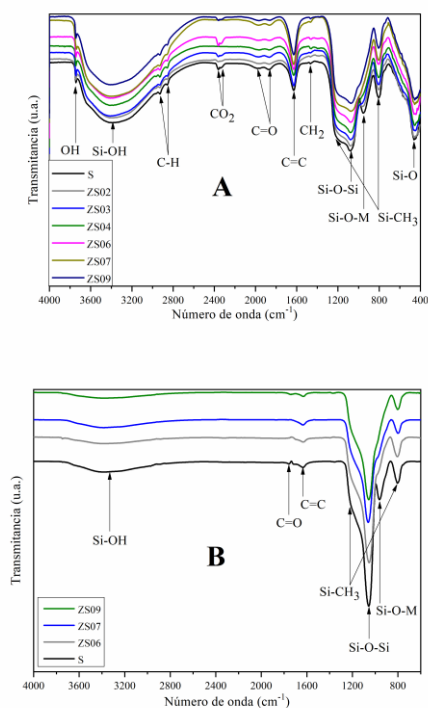 OH
Si-OH
C-H
CO2
C=O
C=C
CH2
Si-O-Si
Si-O-M
Si-CH3
Si-O
A
Transmitancia (u.a.)
S
ZS02
ZS03
ZS04
ZS06
ZS07
ZS09
4000 3600 3200 2800 2400 2000 1600 1200 800 400
Número de onda (cm-1)
Transmitancia (u.a.)
Si-OH
C=O
C=C
B
Si-CH3
Si-O-M
Si-O-Si
ZS09
ZS07
ZS06
S
4000 3600 3200 2800 2400 2000 1600 1200 800
Número de onda (cm-1)